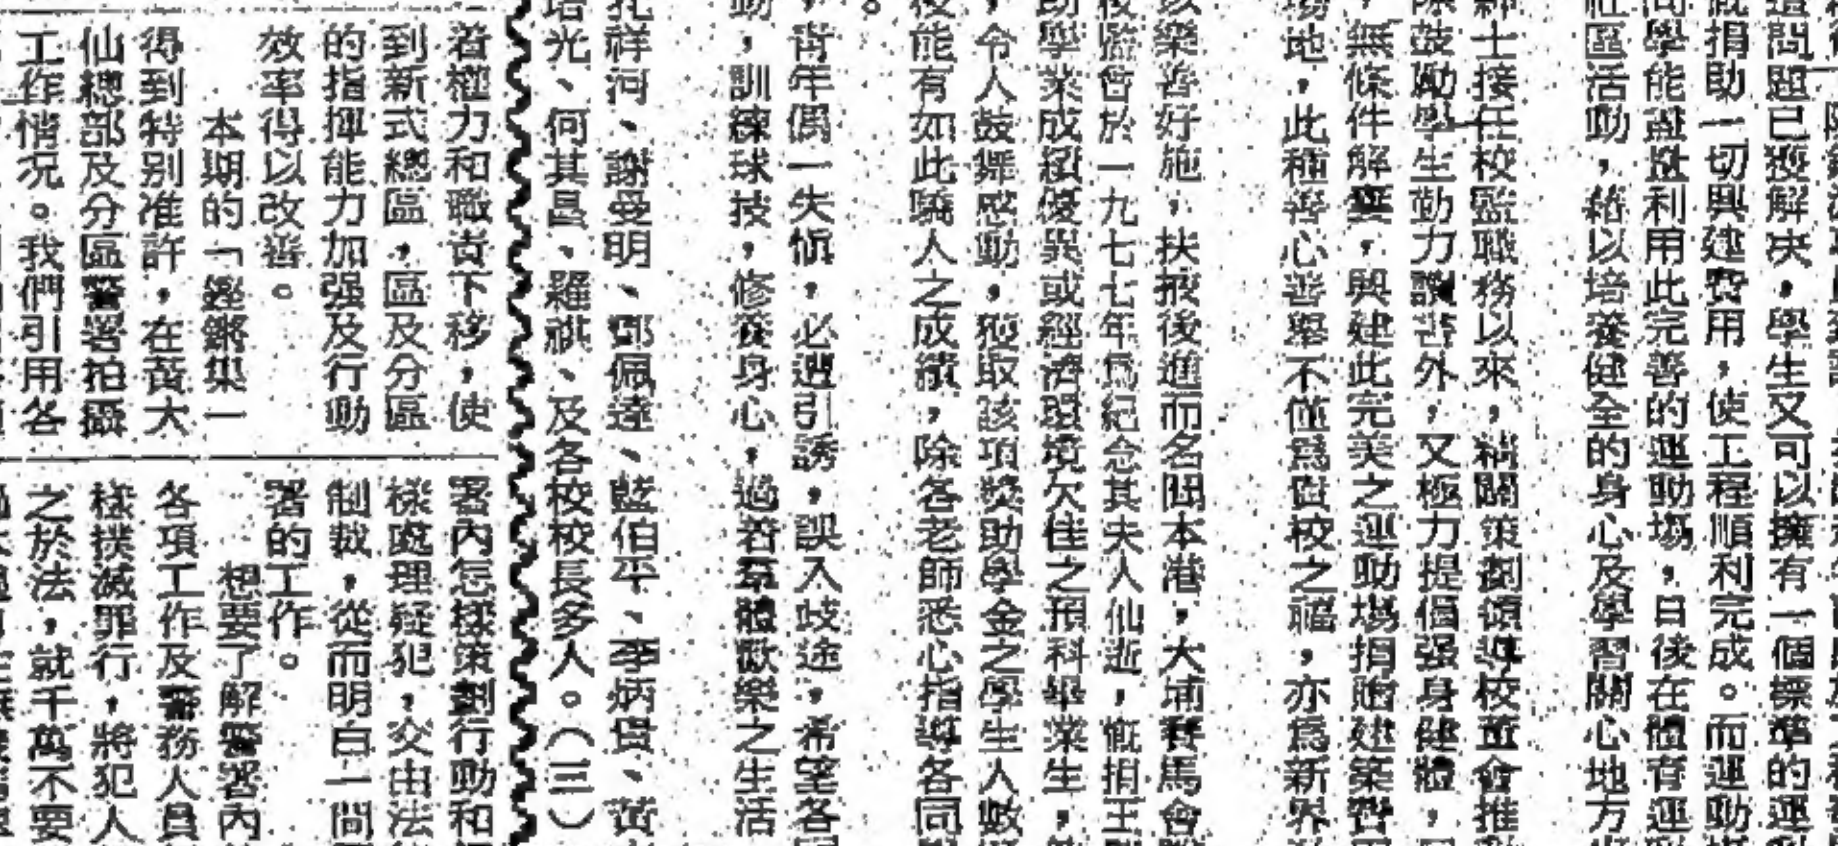 造問題已獲解決，學生又可以擁有一個標準的運
慨捐助一切興建費用，使工程順利完成。而運動
同學能盡量利用此完善的運動場，日後在體育運
社區活動，藉以培養健全的身心及學習關心地方
紳士接任校監職務以來，積關策劃領導校董會推
除鼓勵學生勤力讀書外，又極力提倡强身健體，
，無條件解囊，興建此完美之運動場捐贈建築費
場地，此種善心善舉不僅爲貴校之福，亦爲新界
樂善好施，扶掖後進而名聞本港，大埔賽馬會
校監會於一九七七年爲紀念其夫人仙逝，慨捐
助學業成績優異或經濟環境欠佳之預科畢業生，
，令人鼓舞感動，獲取該項獎助學金之學生人數
能有如此驕人之成績，除各老師悉心指導各同
。
，青年偶一失慎，必遭引誘，誤入歧途，希望各
動，訓練球技，修養身心，過着羣體歡樂之生活
祥河、謝曼明、鄧佩達、藍伯平、李炳貴、黃
培光、何其昌、羅祺、及各校校長多人。（三）
者權力和職責下移，使
到新式總區，區及分區
的指揮能力加强及行動
效率得以改善。
本期的「鏗鏘集」
得到特别准許，在黃大
仙總部及分區警署拍攝
工作情况。我們引用各
署內怎樣策劃行動和
樣處理疑犯，交由法
制裁，從而明白一間
署的工作。
想要了解警署內
各項工作及警務人員
樣撲滅罪行，將犯人
之於法，就千萬不要